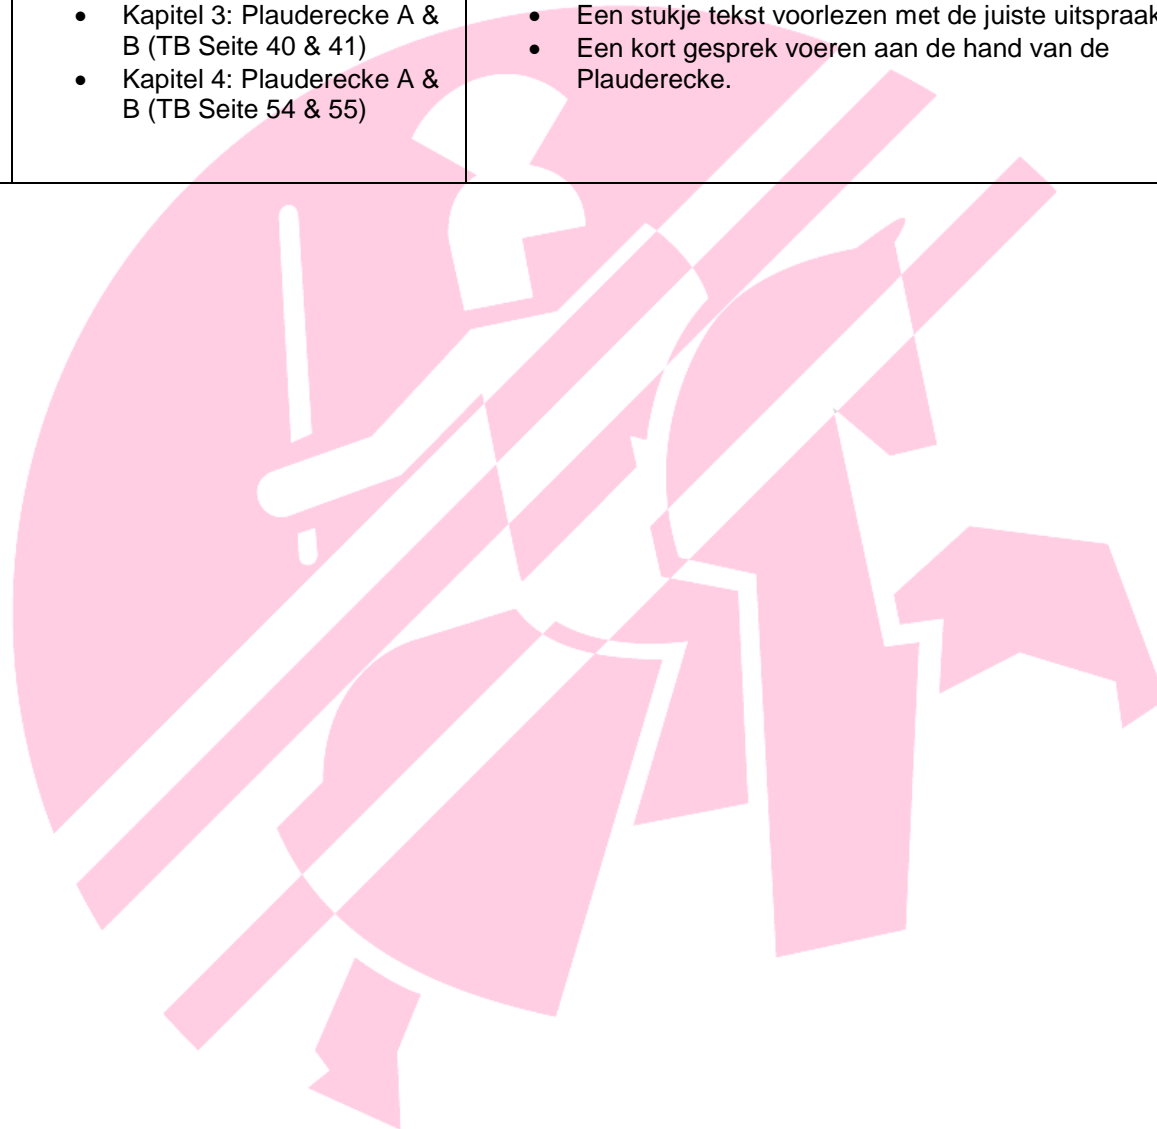 • Kapitel 3: Plauderecke A &
B (TB Seite 40 & 41)
• Kapitel 4: Plauderecke A &
B (TB Seite 54 & 55)
• Een stukje tekst voorlezen met de juiste uitspraak
• Een kort gesprek voeren aan de hand van de
Plauderecke.